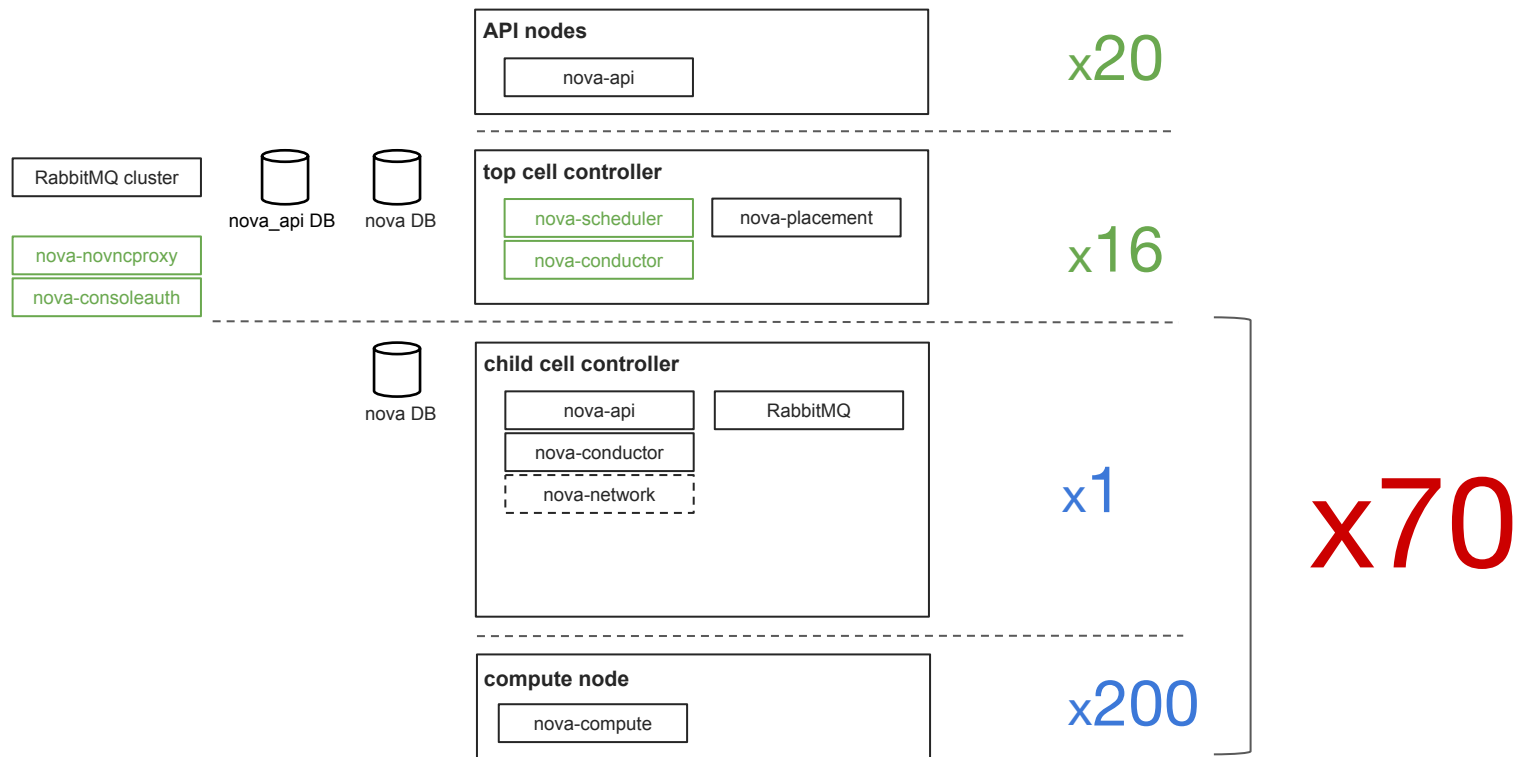 API nodes
nova-api
x20
RabbitMQ cluster
nova_api DB
nova DB
nova-novncproxy
nova-consoleauth
top cell controller
nova-scheduler
nova-placement
nova-conductor
x16
nova DB
child cell controller
nova-api
RabbitMQ
nova-conductor
nova-network
x1
x70
compute node
nova-compute
x200